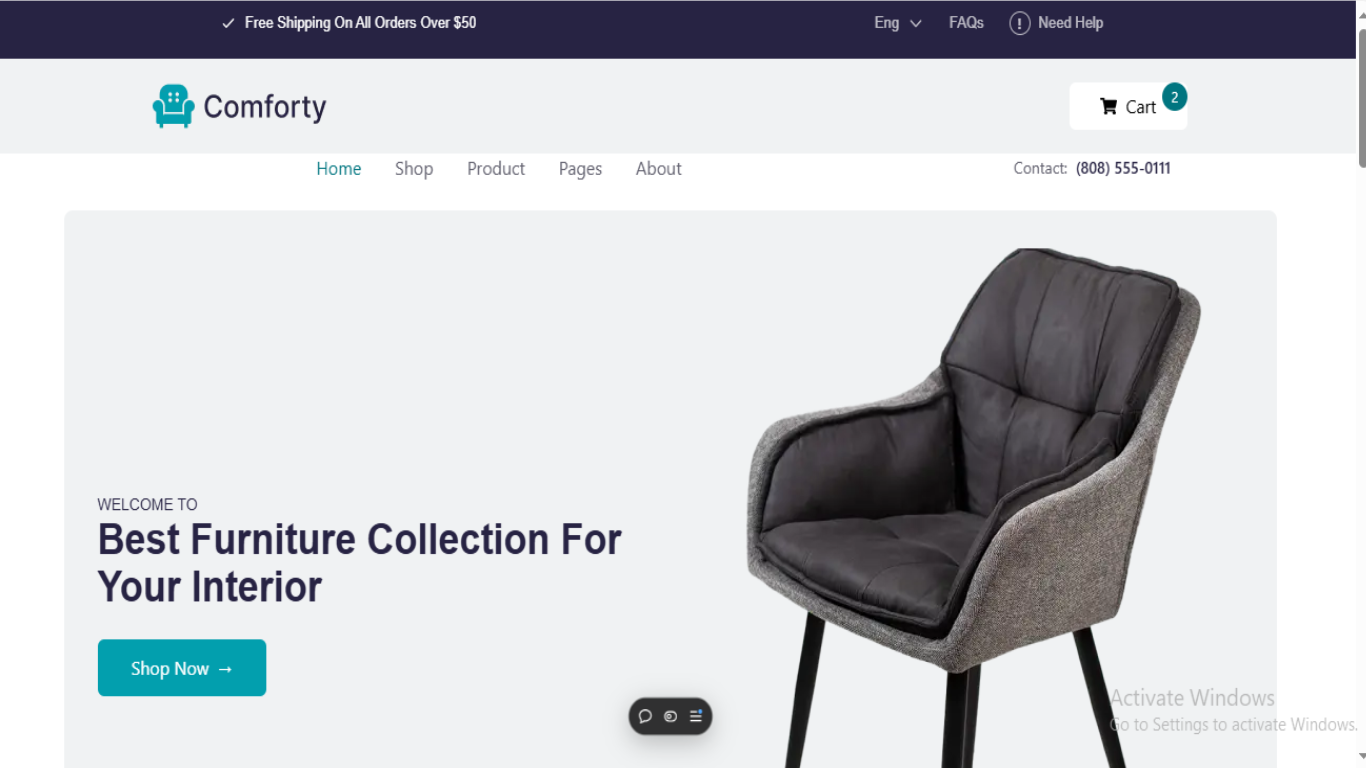 Free Shipping On All Orders Over $50
Eng
FAQs
Need Help
Comforty
Cart 2
Home Shop Product Pages About
Contact: (808) 555-0111
WELCOME TO
Best Furniture Collection For
Your Interior
Shop Now →
Activate Windows
Go to Settings to activate Windows.